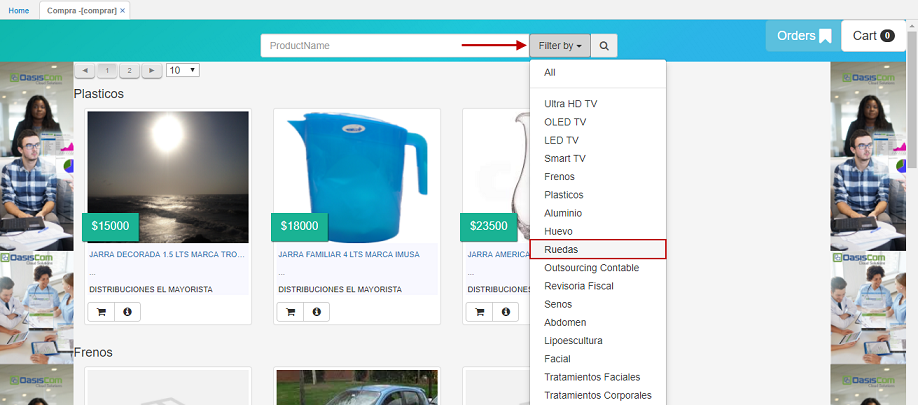 Home
Compra -[comprar] ×
ProductName
Filter by
Orders
Cart 0
1 2
10
All
Ultra HD TV
OLED TV
LED TV
Smart TV
Frenos
Plasticos
Aluminio
Huevo
Ruedas
Outsourcing Contable
Revisoria Fiscal
Senos
Abdomen
Lipoescultura
Facial
Tratamientos Faciales
Tratamientos Corporales
Plasticos
$15000
JARRA DECORADA 1.5 LTS MARCA TRO...
...
DISTRIBUCIONES EL MAYORISTA
$18000
JARRA FAMILIAR 4 LTS MARCA IMUSA
...
DISTRIBUCIONES EL MAYORISTA
$23500
JARRA AMERICA
...
DISTRIBUCIONES
Frenos
OasisCom
OasisCom
OasisCom
OasisCom